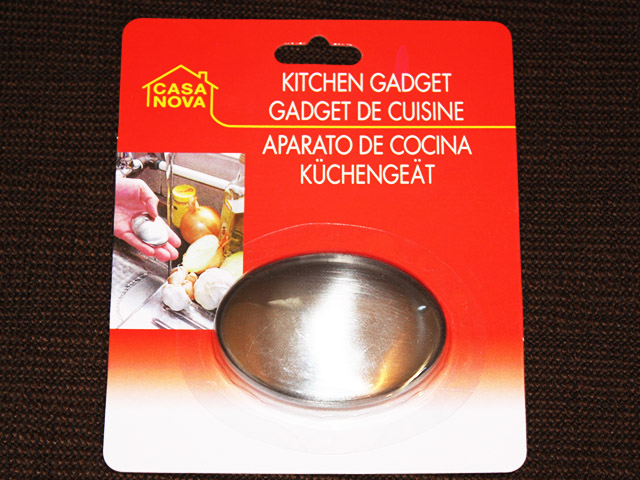 CASA
NOVA
KITCHEN GADGET
GADGET DE CUISINE
APARATO DE COCINA
KÜCHENGEÄT